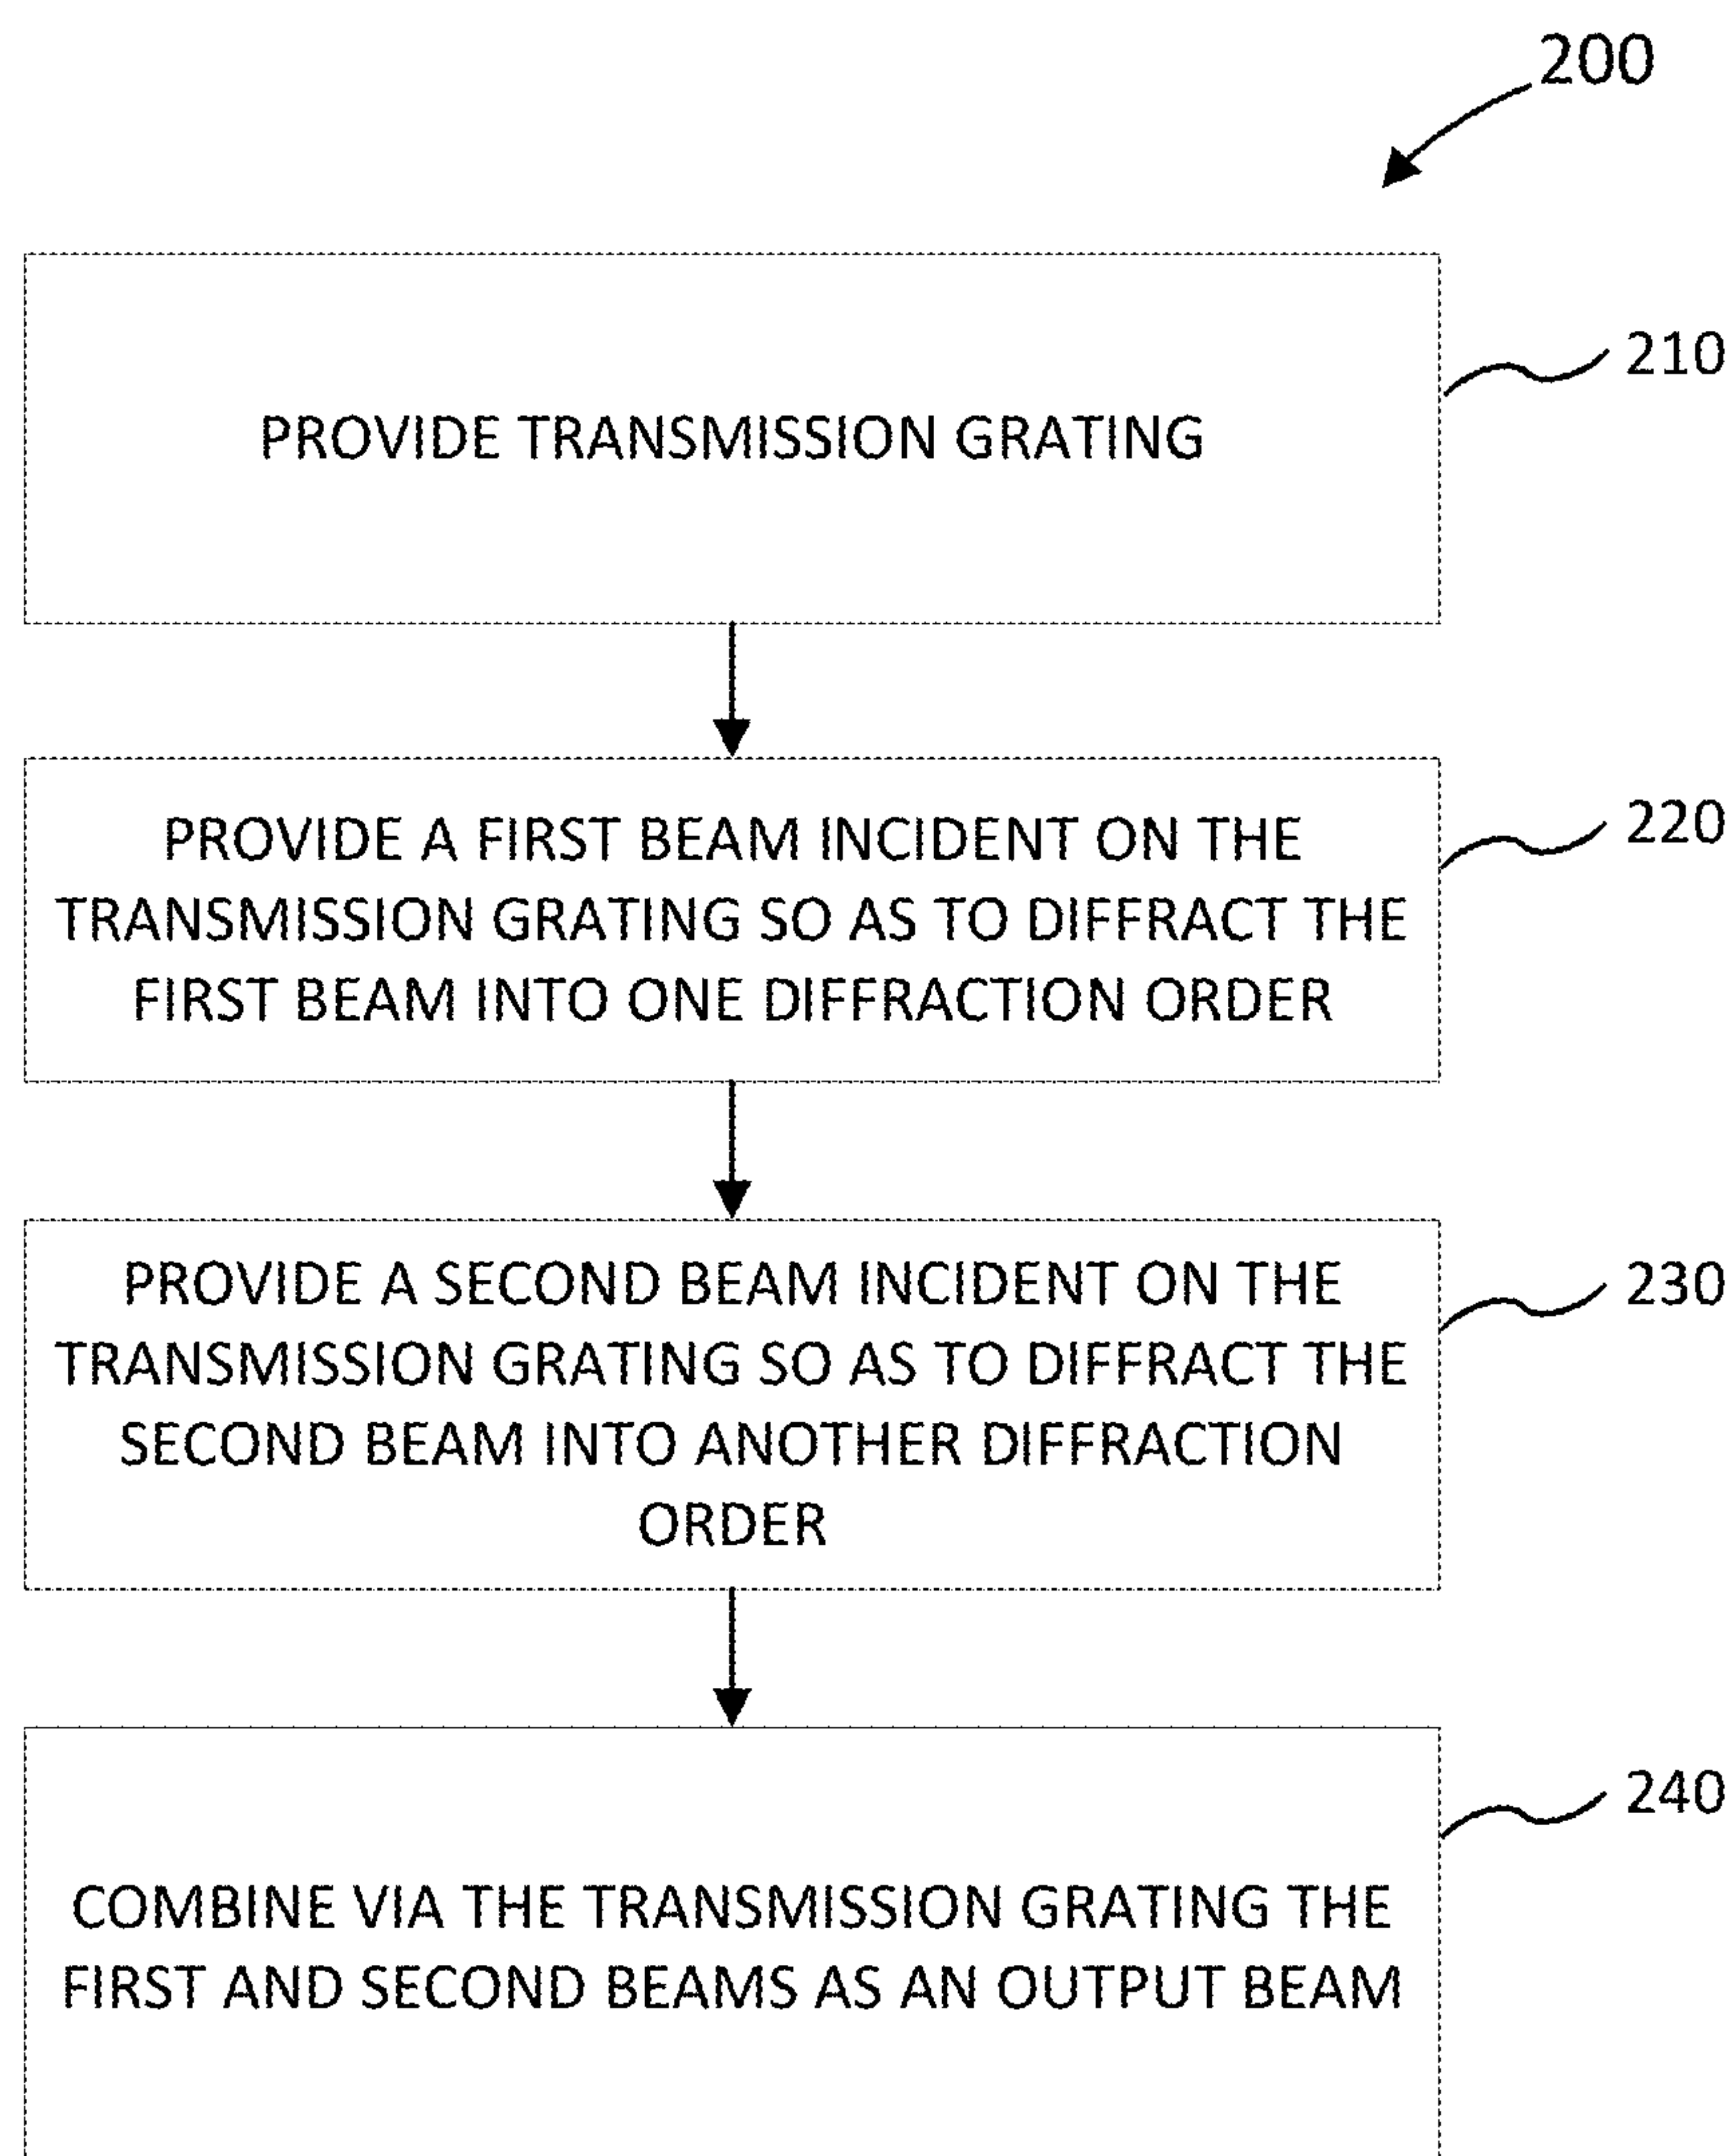 200
210
PROVIDE TRANSMISSION GRATING
220
PROVIDE A FIRST BEAM INCIDENT ON THE
TRANSMISSION GRATING SO AS TO DIFFRACT THE
FIRST BEAM INTO ONE DIFFRACTION ORDER
230
PROVIDE A SECOND BEAM INCIDENT ON THE
TRANSMISSION GRATING SO AS TO DIFFRACT THE
SECOND BEAM INTO ANOTHER DIFFRACTION
ORDER
240
COMBINE VIA THE TRANSMISSION GRATING THE
FIRST AND SECOND BEAMS AS AN OUTPUT BEAM